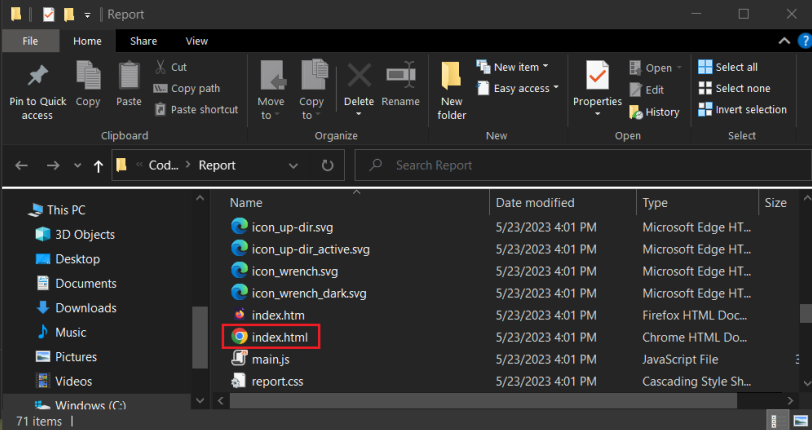 Report
File Home Share View
Pin to Quick access
Copy
Paste
Cut
Copy path
Paste shortcut
Clipboard
Move to
Copy to
Delete
Rename
Organize
New folder
New item
Easy access
New
Properties
Open
Edit
History
Open
Select all
Select none
Invert selection
Select
« Cod... > Report
Search Report
This PC
3D Objects
Desktop
Documents
Downloads
Music
Pictures
Videos
Windows (C:)
Name Date modified Type Size
icon_up-dir.svg 5/23/2023 4:01 PM Microsoft Edge HT...
icon_up-dir_active.svg 5/23/2023 4:01 PM Microsoft Edge HT...
icon_wrench.svg 5/23/2023 4:01 PM Microsoft Edge HT...
icon_wrench_dark.svg 5/23/2023 4:01 PM Microsoft Edge HT...
index.htm 5/23/2023 4:01 PM Firefox HTML Doc...
index.html 5/23/2023 4:01 PM Chrome HTML Do...
main.js 5/23/2023 4:01 PM JavaScript File
report.css 5/23/2023 4:01 PM Cascading Style Sh...
71 items